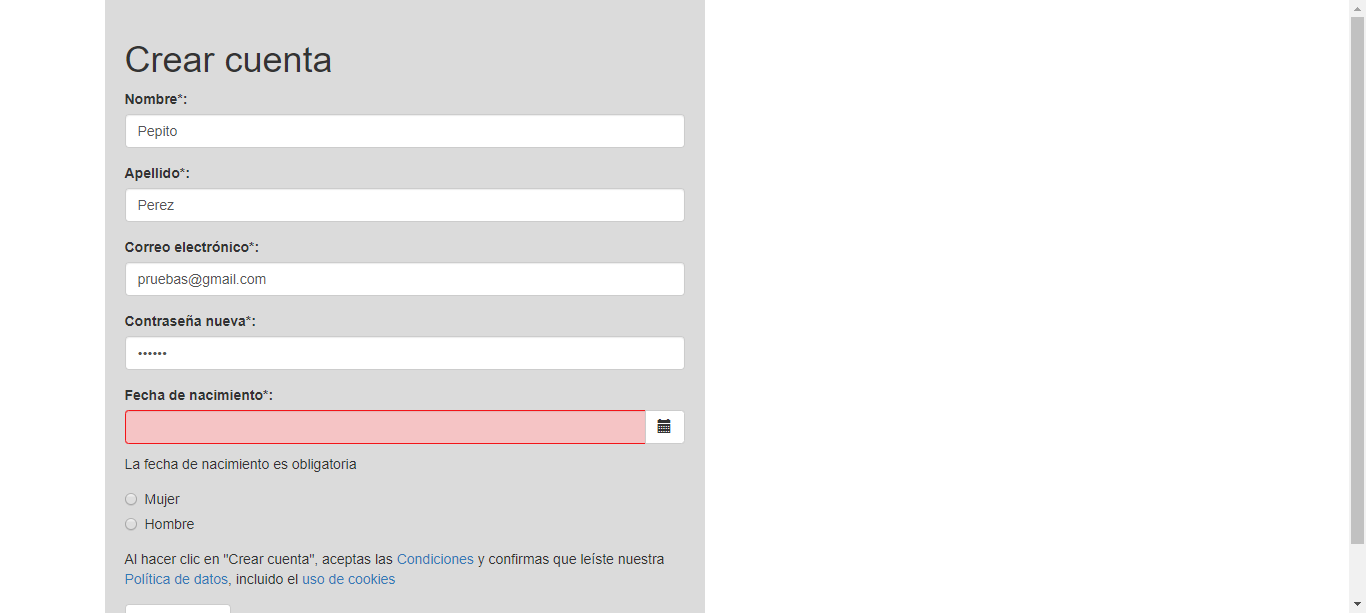 Crear cuenta
Nombre*:
Pepito
Apellido*:
Perez
Correo electrónico*:
pruebas@gmail.com
Contraseña nueva*:
••••••
Fecha de nacimiento*:
La fecha de nacimiento es obligatoria
Mujer
Hombre
Al hacer clic en "Crear cuenta", aceptas las Condiciones y confirmas que leíste nuestra
Política de datos, incluido el uso de cookies